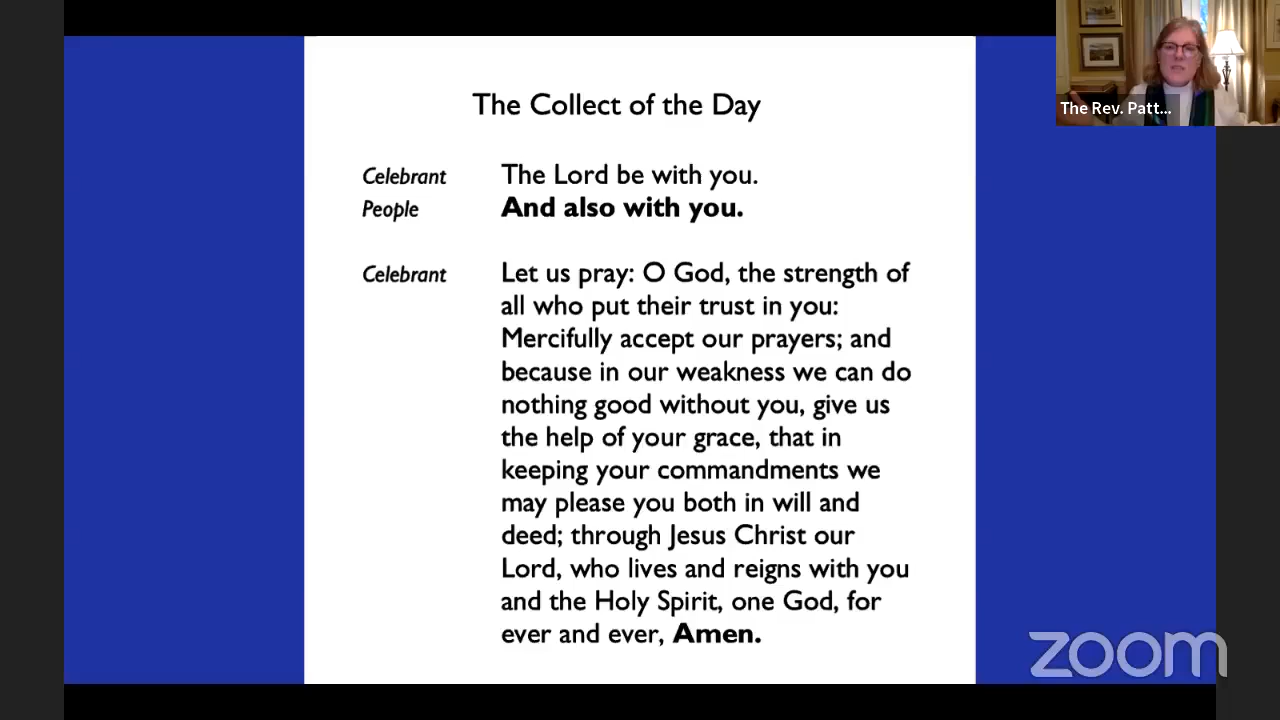 The Collect of the Day
Celebrant The Lord be with you.
People And also with you.
Celebrant Let us pray: O God, the strength of
all who put their trust in you:
Mercifully accept our prayers; and
because in our weakness we can do
nothing good without you, give us
the help of your grace, that in
keeping your commandments we
may please you both in will and
deed; through Jesus Christ our
Lord, who lives and reigns with you
and the Holy Spirit, one God, for
ever and ever, Amen.
The Rev. Patt...
zoom